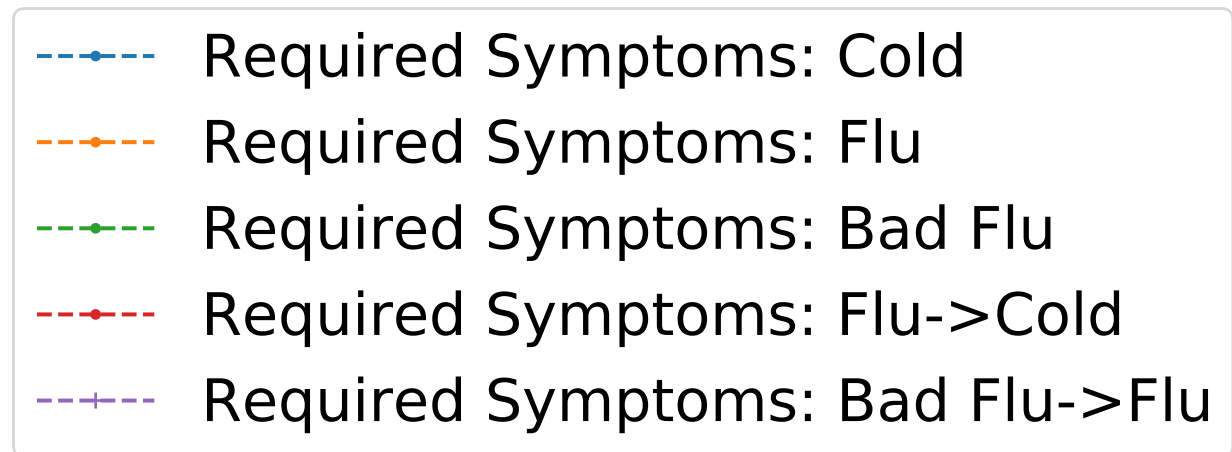 Required Symptoms: Cold
Required Symptoms: Flu
Required Symptoms: Bad Flu
Required Symptoms: Flu->Cold
Required Symptoms: Bad Flu->Flu